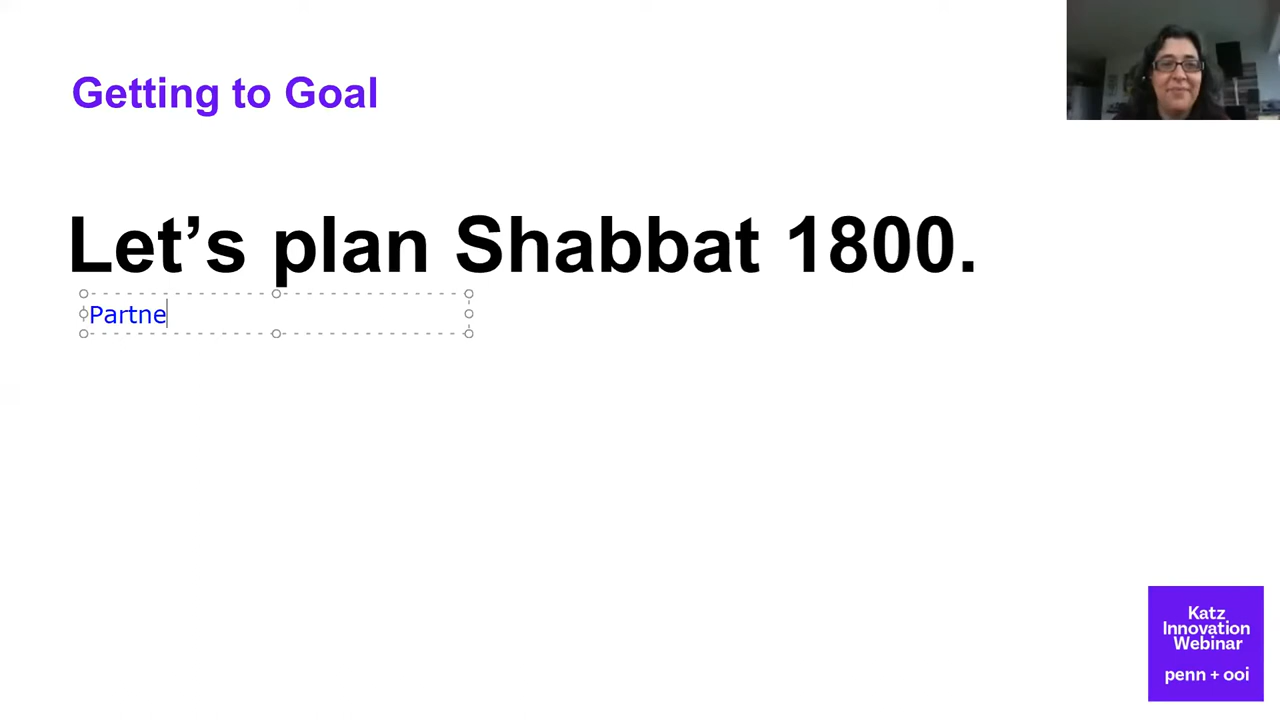 Getting to Goal
Let’s plan Shabbat 1800.
Partne
Katz
Innovation
Webinar
penn + ooi